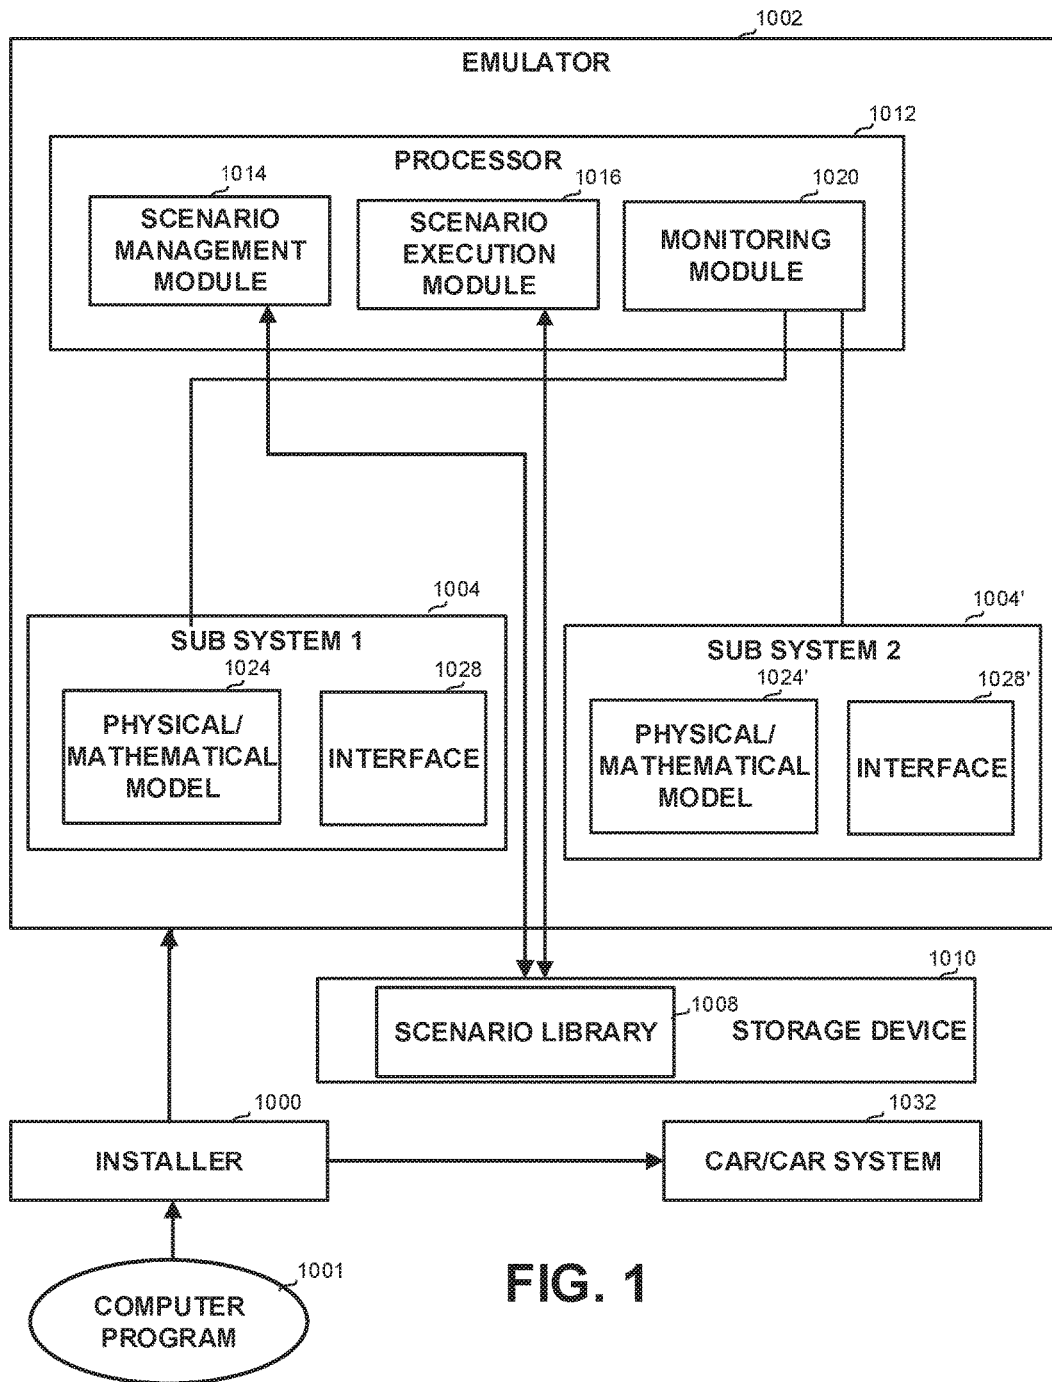 1002
EMULATOR
1012
PROCESSOR
1014
SCENARIO
MANAGEMENT
MODULE
1016
SCENARIO
EXECUTION
MODULE
1020
MONITORING
MODULE
1004
SUB SYSTEM 1
1024
PHYSICAL/
MATHEMATICAL
MODEL
1028
INTERFACE
1004'
SUB SYSTEM 2
1024'
PHYSICAL/
MATHEMATICAL
MODEL
1028'
INTERFACE
1010
SCENARIO LIBRARY
1008
STORAGE DEVICE
1000
INSTALLER
1032
CAR/CAR SYSTEM
1001
COMPUTER
PROGRAM
FIG. 1